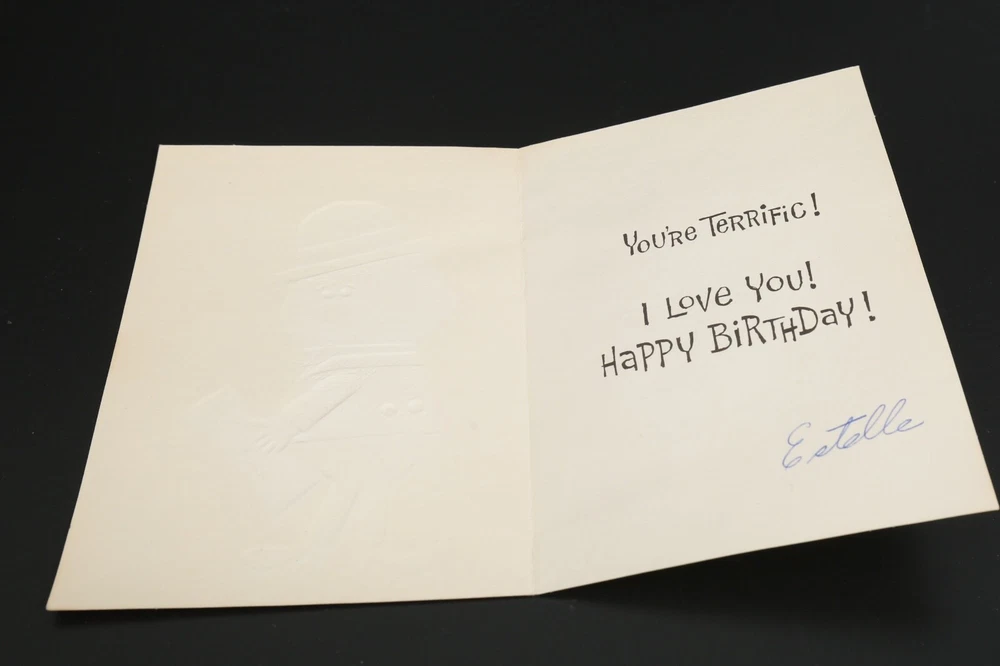 You're Terrific!
I Love You!
Happy Birthday!
Estelle